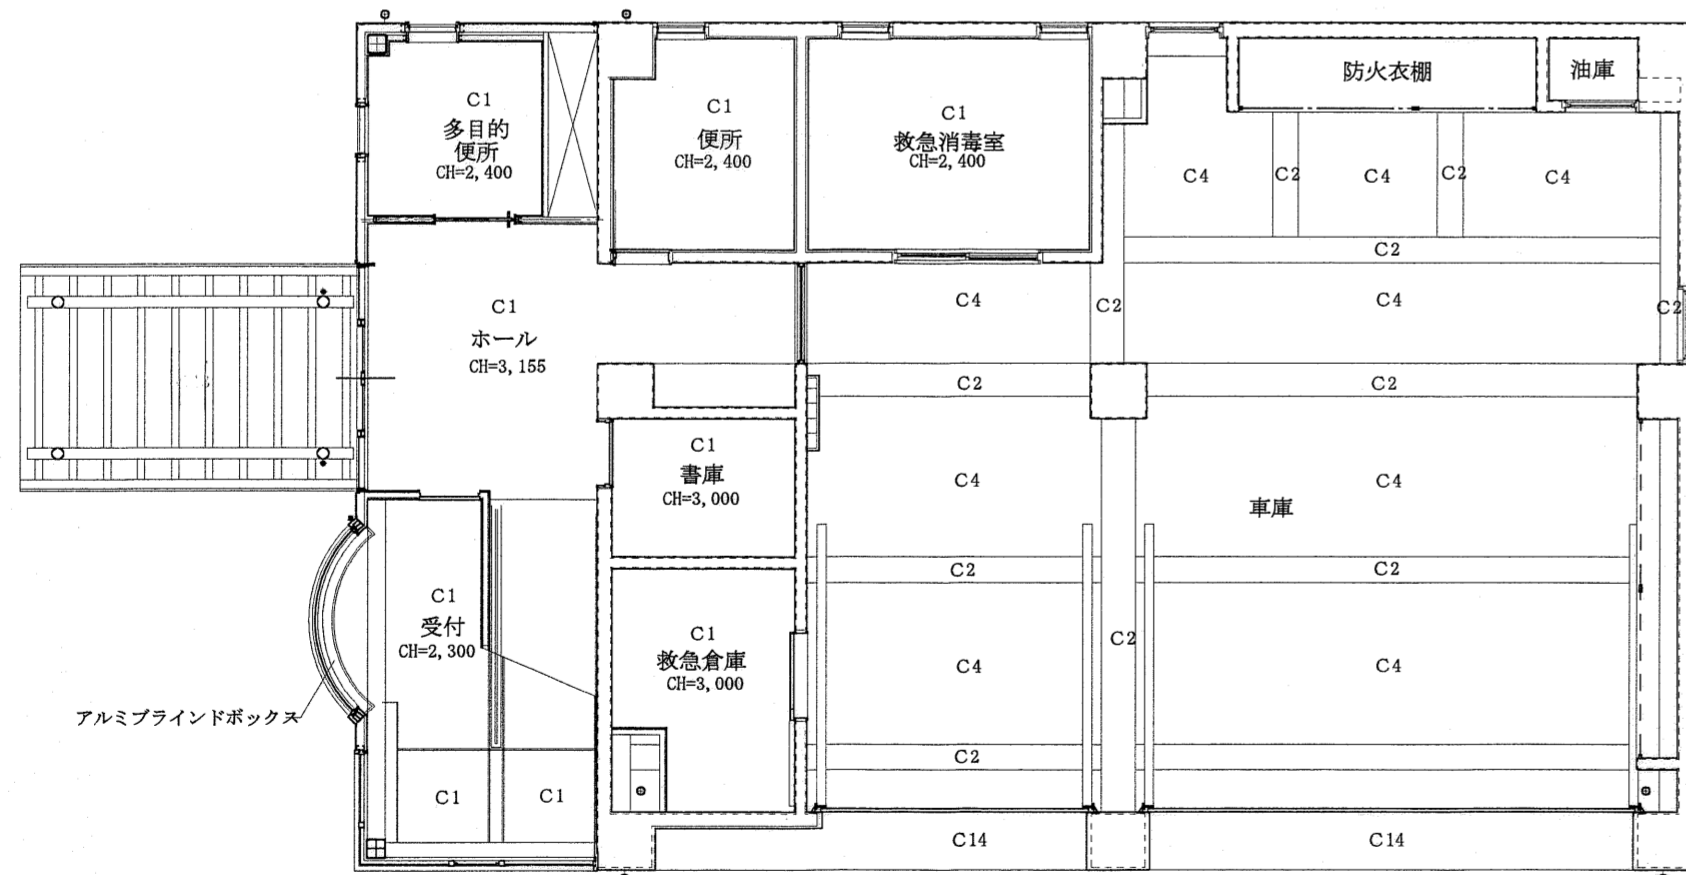 防火衣棚
油庫
C1
多目的
便所
CH=2,400
C1
便所
CH=2,400
C1
救急消毒室
CH=2,400
C4
C2
C4
C2
C4
C2
C1
ホール
CH=3,155
C4
C2
C4
C2
C2
C2
C1
書庫
CH=3,000
C4
C4
車庫
C2
C2
C1
受付
CH=2,300
C1
救急倉庫
CH=3,000
C4
C2
C4
アルミブラインドボックス
C2
C2
C1
C1
C14
C14